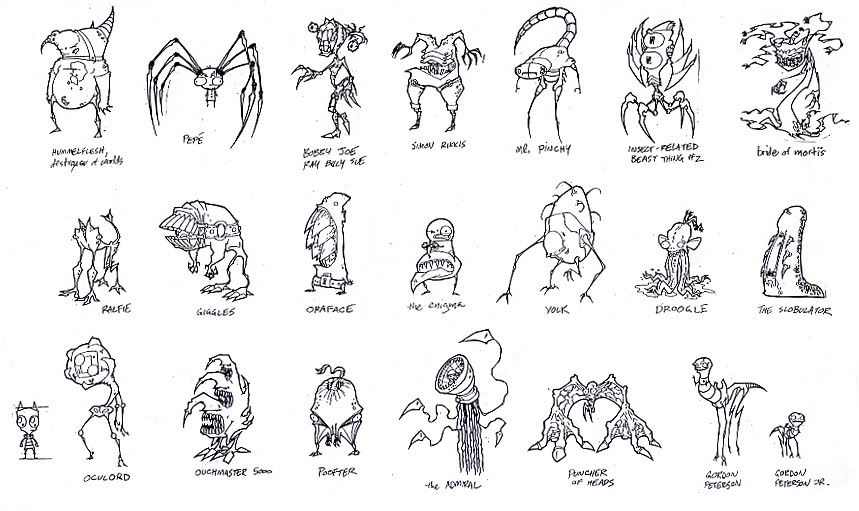 HUMMELFLESH,
destroyer of worlds
PEPÉ
BOBBY JOE
RAY BILLY SUE
SIMON RIKKIS
MR. PINCHY
INSECT-RELATED
BEAST THING #2
bride of mortis
RALFIE
GIGGLES
ORAFACE
the enigma
YOLK
DROOGLE
THE SLOBULATOR
OCULORD
OUCHMASTER 5000
POOFTER
the ADMIRAL
PUNCHER
OF HEADS
GORDON
PETERSON
GORDON
PETERSON JR.